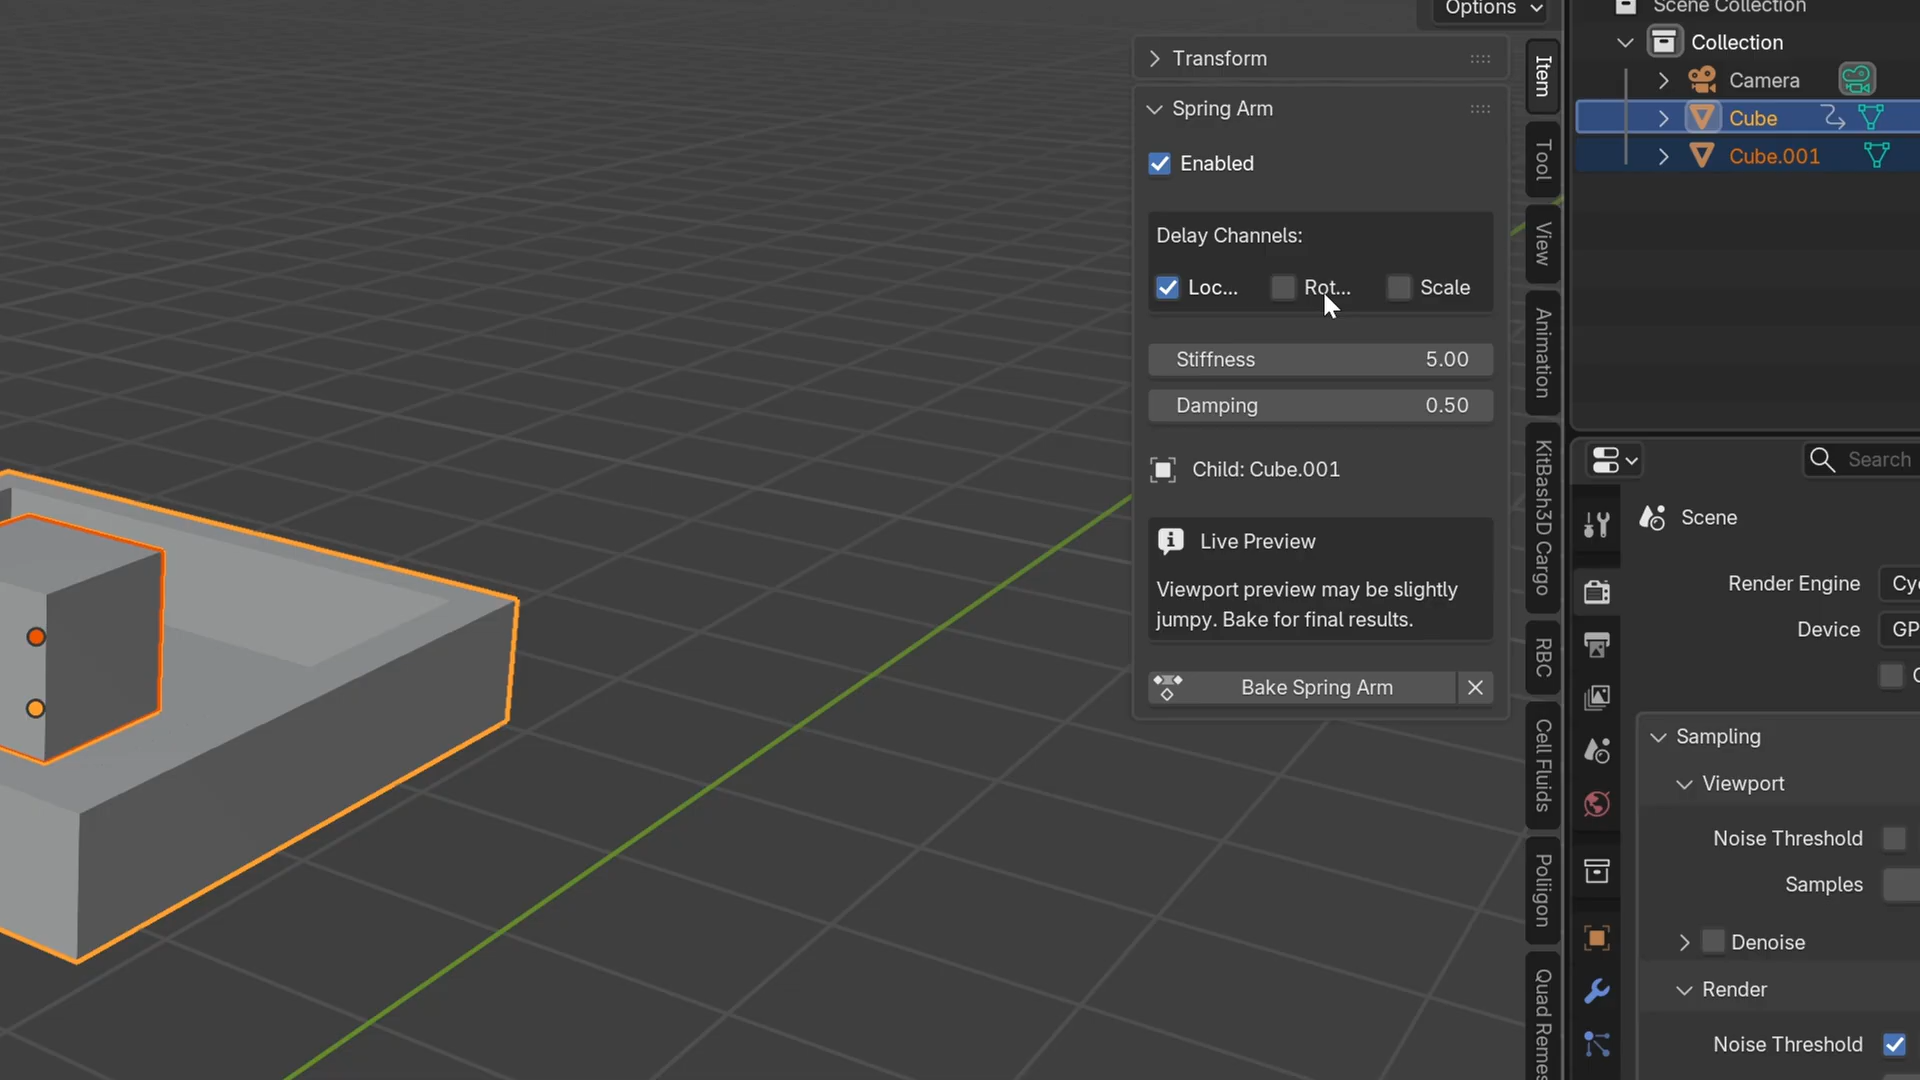 Options
Transform
Spring Arm
Enabled
Delay Channels:
Loc... Rot... Scale
Stiffness 5.00
Damping 0.50
Child: Cube.001
Live Preview
Viewport preview may be slightly
jumpy. Bake for final results.
Bake Spring Arm
Item
Tool
View
Animation
KitBash3D Cargo
RBC
Cell Fluids
Poliigon
Quad Remes
Scene Collection
Collection
Camera
Cube
Cube.001
Search
Scene
Render Engine Cy
Device GP
Sampling
Viewport
Noise Threshold
Samples
Denoise
Render
Noise Threshold